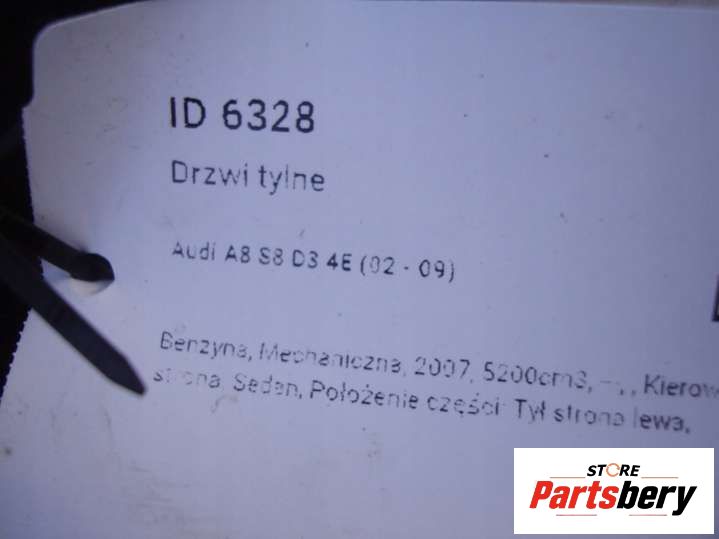 ID 6328
Drzwi tylne
Audi A8 S8 D3 4E (02 - 09)
Benzyna, Mechaniczna, 2007, 5200cm3, -, , Kierow
strona, Sedan, Położenie części: Tył strona lewa,
STORE
Partsbery